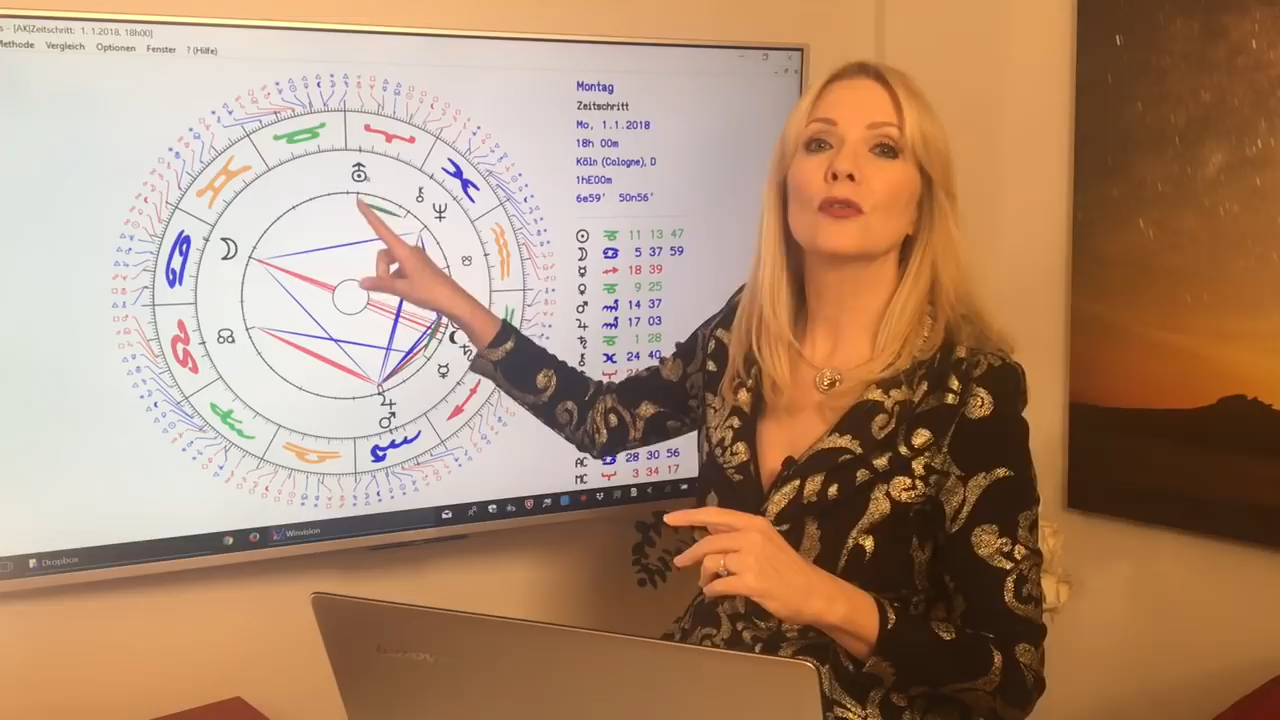 s - [AK|Zeitschritt: 1. 1.2018, 18h00]
Methode Vergleich Optionen Fenster ? (Hilfe)
Montag
Zeitschritt
Mo, 1.1.2018
18h 00m
Köln (Cologne), D
1hE00m
6e59' 50n56'
☉ ♑ 11 13 47
☽ ♋ 5 37 59
☿ ♐ 18 39
♀ ♑ 9 25
♂ ♏ 14 37
♃ ♏ 17 03
♄ ♑ 1 28
⚷ ♓ 24 40
AC ♋ 28 30 56
MC ♈ 3 34 17
Winvision
Dropbox